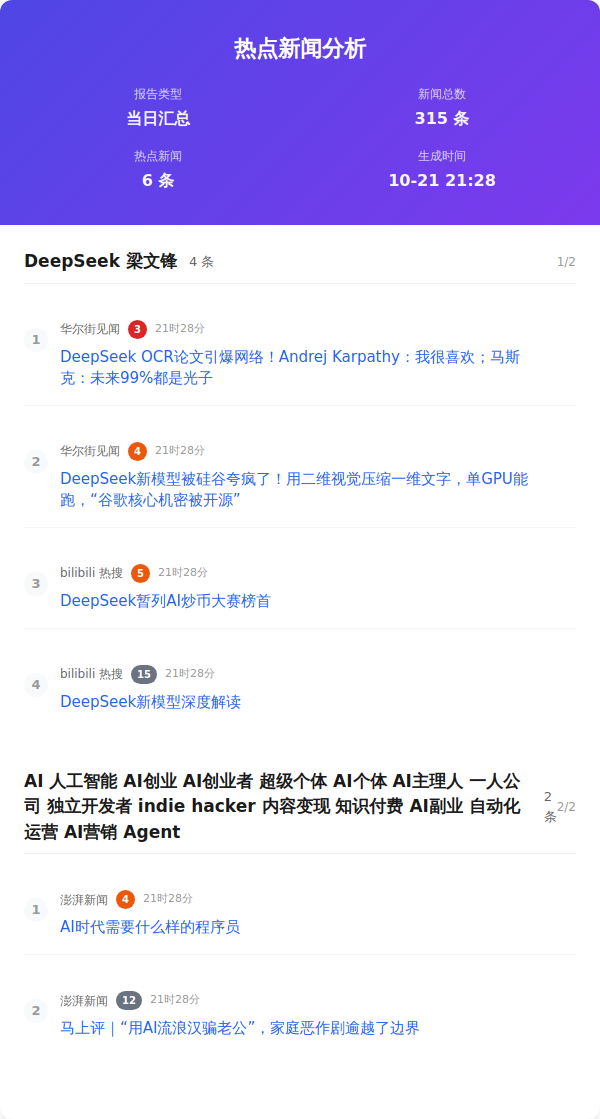 热点新闻分析
报告类型
新闻总数
当日汇总
315 条
热点新闻
生成时间
6 条
10-21 21:28
DeepSeek 梁文锋 4 条 1/2
1
华尔街见闻 3 21时28分
DeepSeek OCR论文引爆网络！Andrej Karpathy：我很喜欢；马斯
克：未来99%都是光子
2
华尔街见闻 4 21时28分
DeepSeek新模型被硅谷夸疯了！用二维视觉压缩一维文字，单GPU能
跑，“谷歌核心机密被开源”
3
bilibili 热搜 5 21时28分
DeepSeek暂列AI炒币大赛榜首
4
bilibili 热搜 15 21时28分
DeepSeek新模型深度解读
AI 人工智能 AI创业 AI创业者 超级个体 AI个体 AI主理人 一人公
司 独立开发者 indie hacker 内容变现 知识付费 AI副业 自动化
运营 AI营销 Agent
2
条
2/2
1
澎湃新闻 4 21时28分
AI时代需要什么样的程序员
2
澎湃新闻 12 21时28分
马上评｜“用AI流浪汉骗老公”，家庭恶作剧逾越了边界